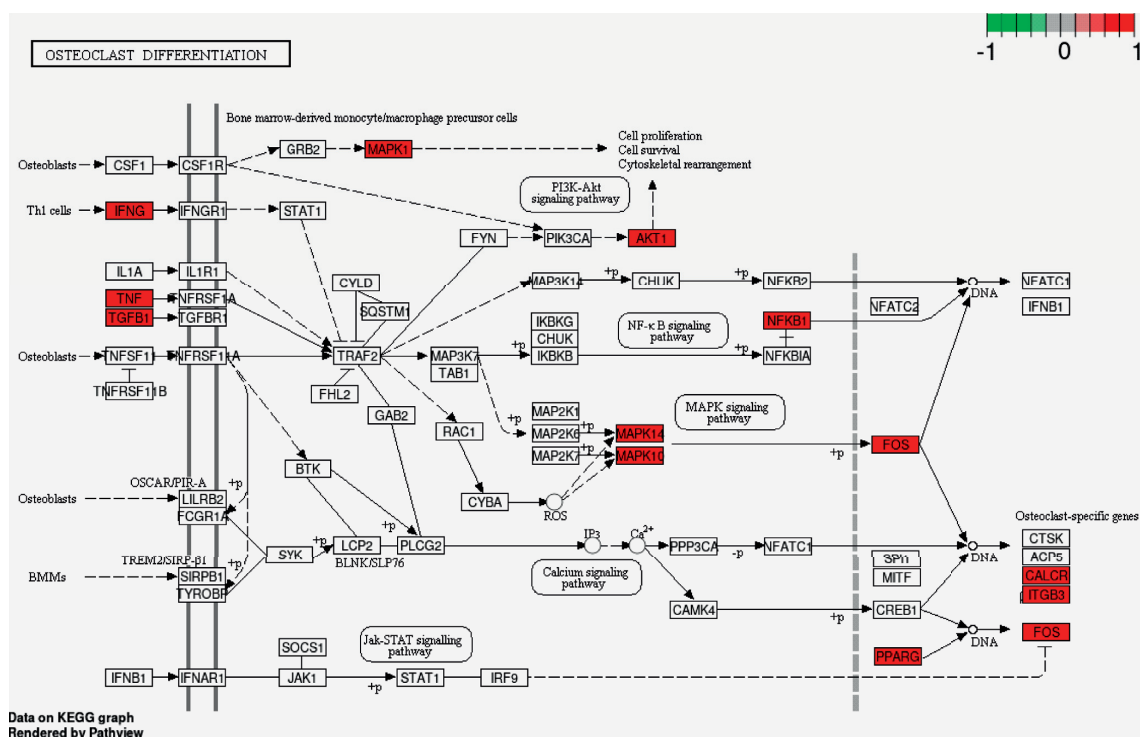 -1 0 1
OSTEOCLAST DIFFERENTIATION
Bone marrow-derived monocyte/macrophage precursor cells
Cell proliferation
Cell survival
Cytoskeletal rearrangement
Osteoblasts CSF1 CSF1R GRB2 MAPK1
PI3K-Akt
signaling pathway
Th1 cells IFNG IFNGR1 STAT1
FYN PIK3CA AKT1
IL1A IL1R1
CYLD
MAP3K14 +p CHUK +p NFKB2
DNA
NFATC1
TNF TNFRSF1A
SQSTM1
NFATC2 IFNB1
TGFB1 TGFBR1
IKBKG
CHUK
IKBKB
NF-κB signaling
pathway
NFKB1
Osteoblasts TNFSF11 TNFRSF11A TRAF2 MAP3K7 +p +p NFKBIA
TAB1
TNFRSF11B
FHL2
GAB2
RAC1
+p
MAP2K1
MAP2K6 +p MAPK14
MAP2K7 +p MAPK10
MAPK signaling
pathway
+p
FOS
BTK
CYBA
ROS
OSCAR/PIR-A +p
Osteoblasts LILRB2
FCGR1A
SYK +p LCP2 +p PLCG2
BLNK/SLP76
IP3 Ca2+
PPP3CA -p NFATC1
DNA
Calcium signaling
pathway
Osteoclast-specific genes
CTSK
ACP5
CALCR
ITGB3
TREM2/SIRP-β1 +p
BMMs SIRPB1
TYROBP
MITF
CAMK4 +p CREB1
DNA
FOS
PPARG
SOCS1
Jak-STAT signalling
pathway
IFNB1 IFNAR1 JAK1 +p STAT1 IRF9
Data on KEGG graph
Rendered by Pathview